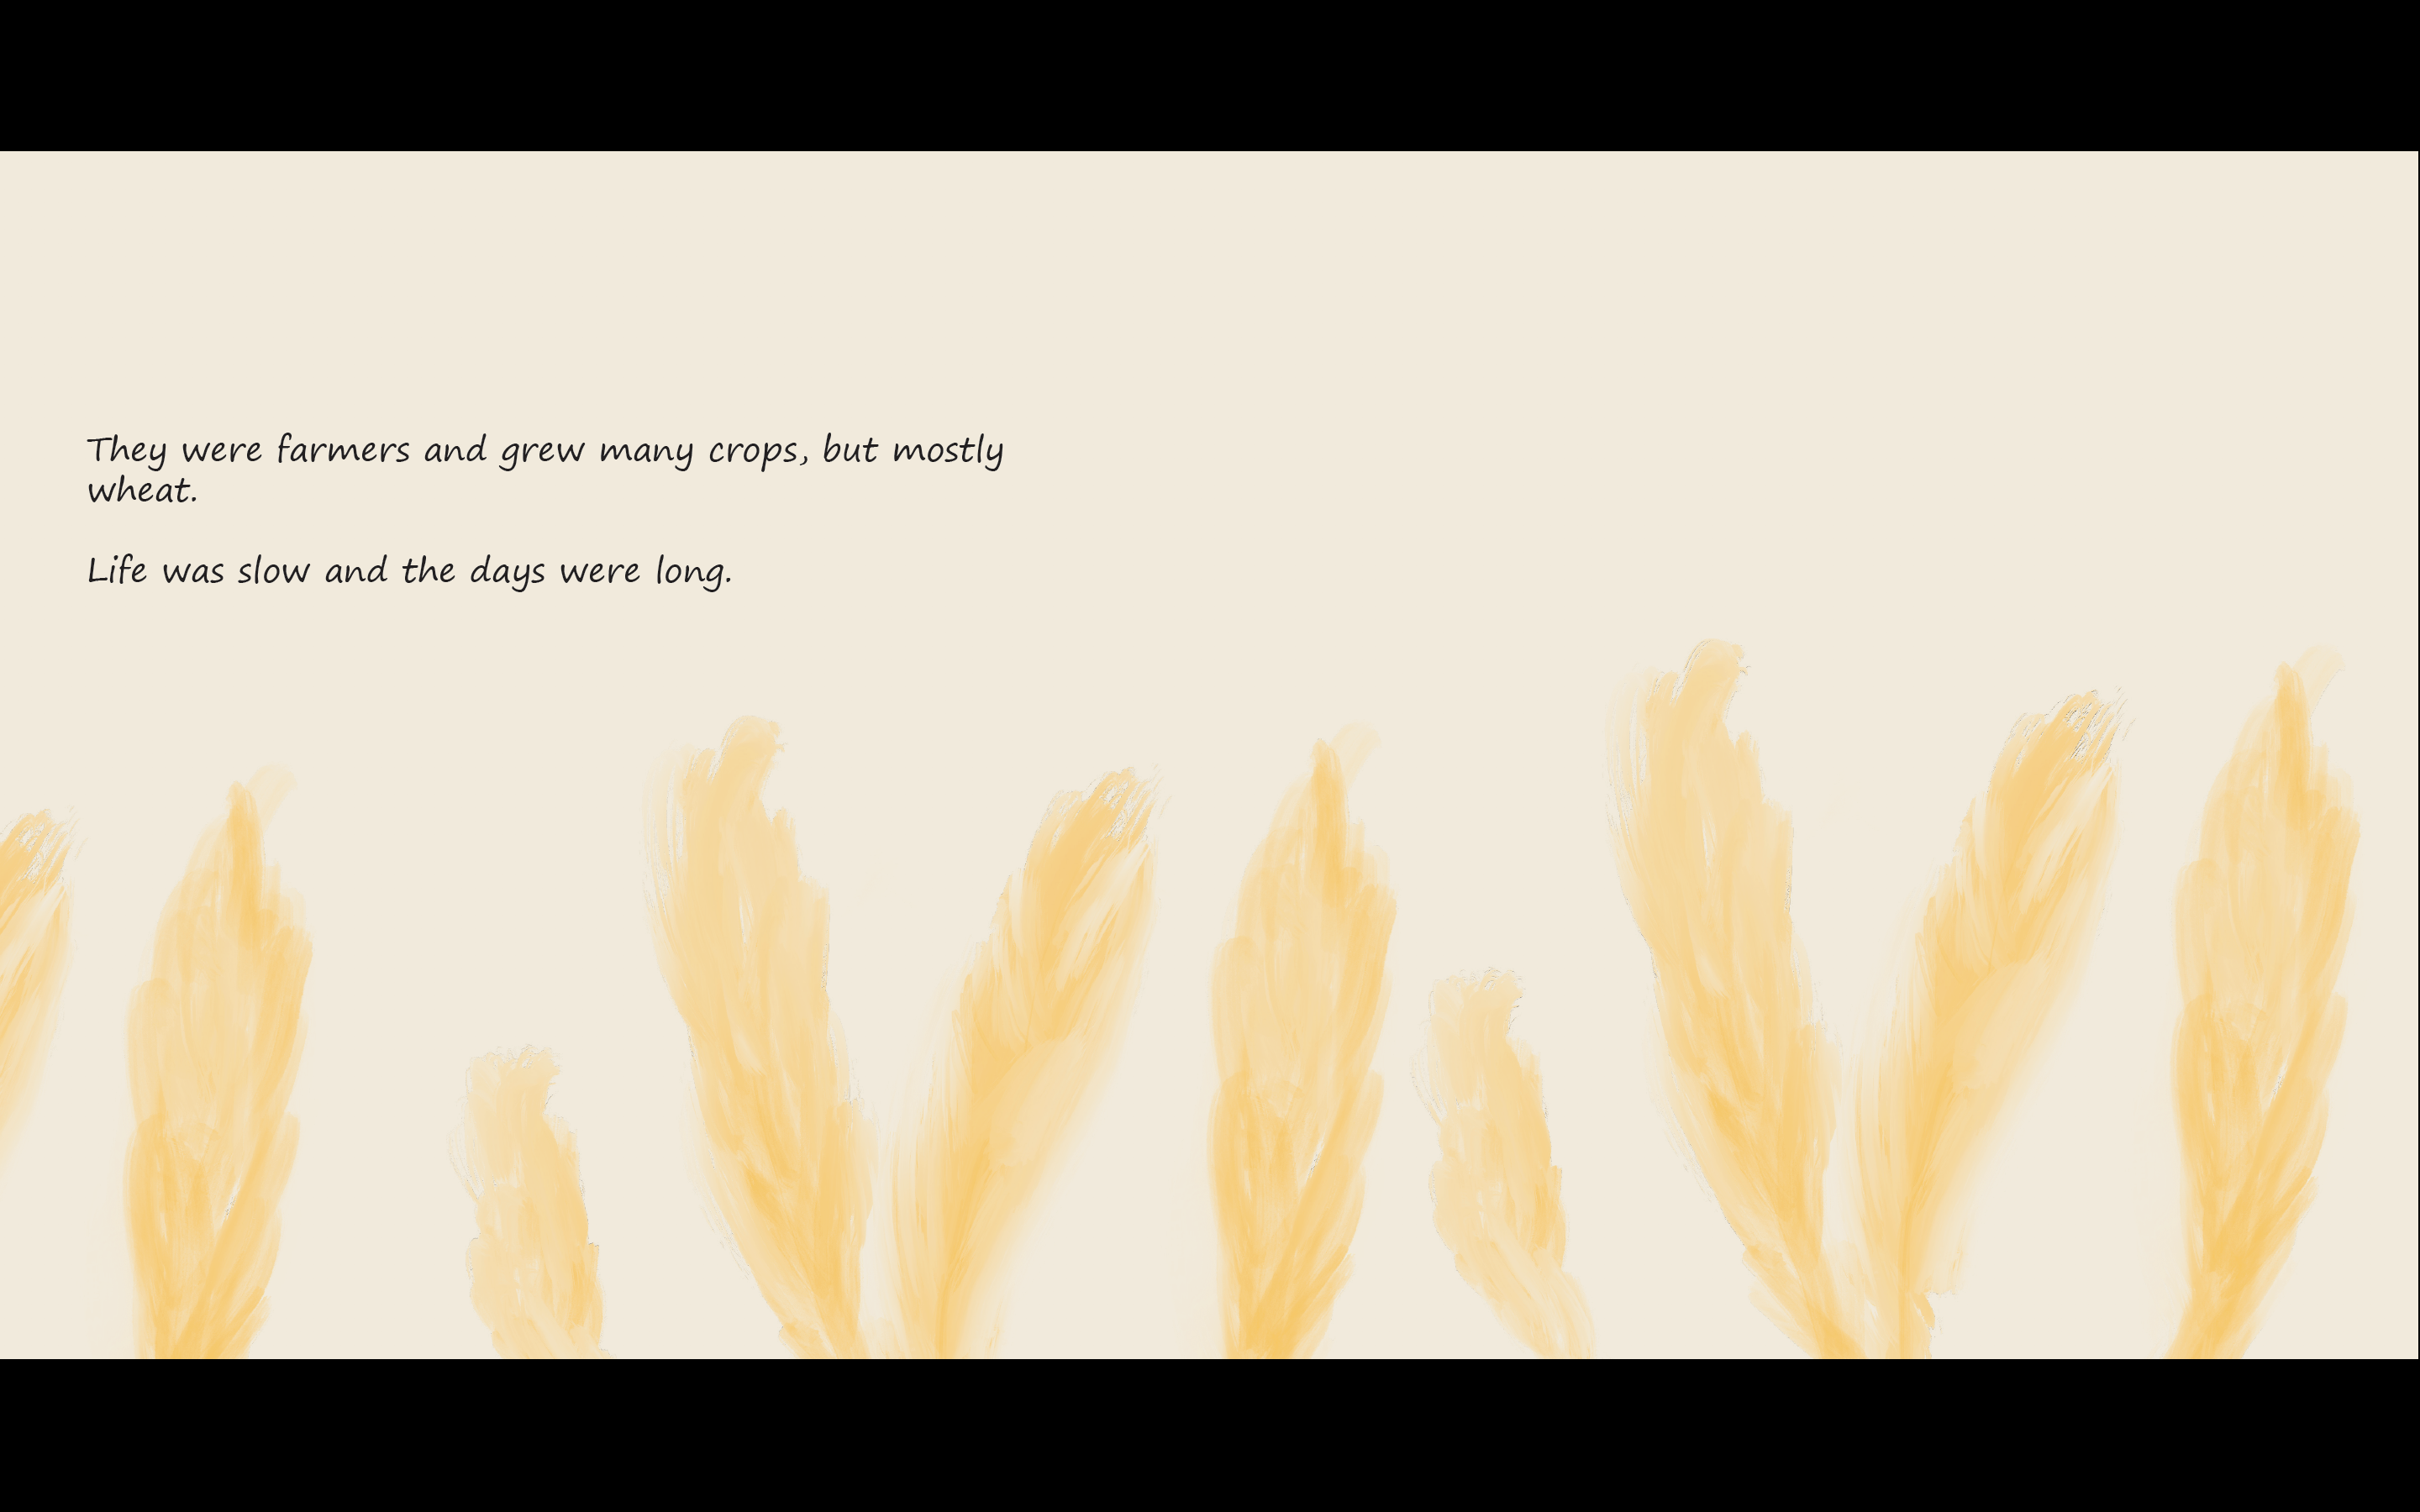 They were farmers and grew many crops, but mostly
wheat.
Life was slow and the days were long.